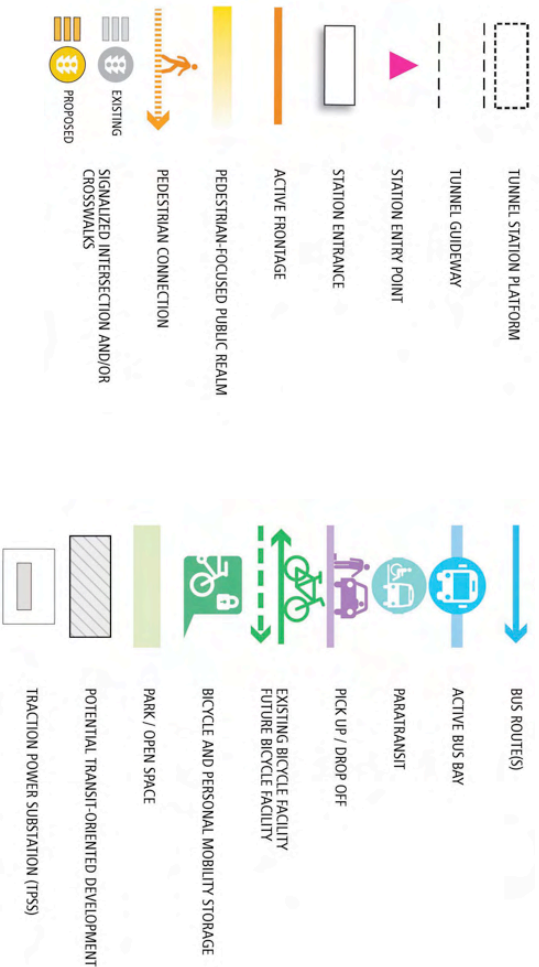 TUNNEL STATION PLATFORM
TUNNEL GUIDEWAY
STATION ENTRY POINT
STATION ENTRANCE
ACTIVE FRONTAGE
PEDESTRIAN-FOCUSED PUBLIC REALM
PEDESTRIAN CONNECTION
EXISTING
PROPOSED
SIGNALIZED INTERSECTION AND/OR
CROSSWALKS
BUS ROUTE(S)
ACTIVE BUS BAY
PARATRANSIT
PICK UP / DROP OFF
EXISTING BICYCLE FACILITY
FUTURE BICYCLE FACILITY
BICYCLE AND PERSONAL MOBILITY STORAGE
PARK / OPEN SPACE
POTENTIAL TRANSIT-ORIENTED DEVELOPMENT
TRACTION POWER SUBSTATION (TPSS)